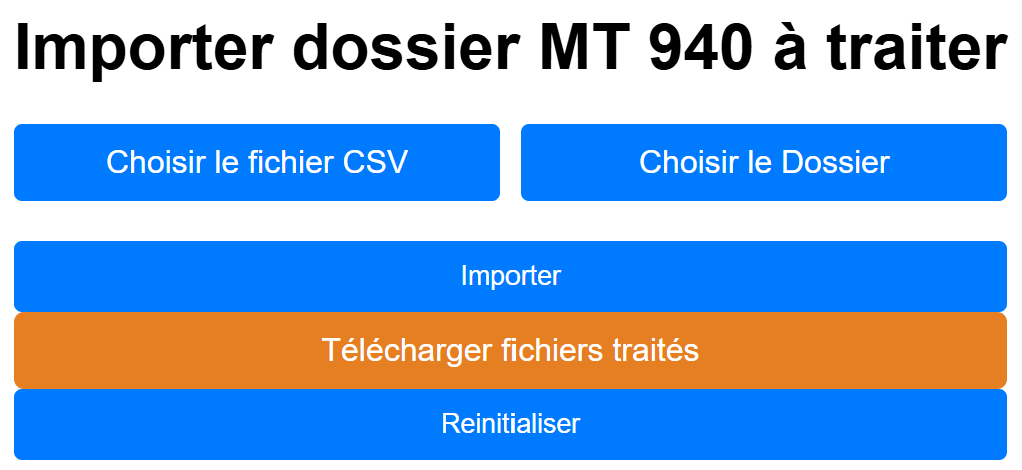 Importer dossier MT 940 à traiter
Choisir le fichier CSV
Choisir le Dossier
Importer
Télécharger fichiers traités
Reinitialiser